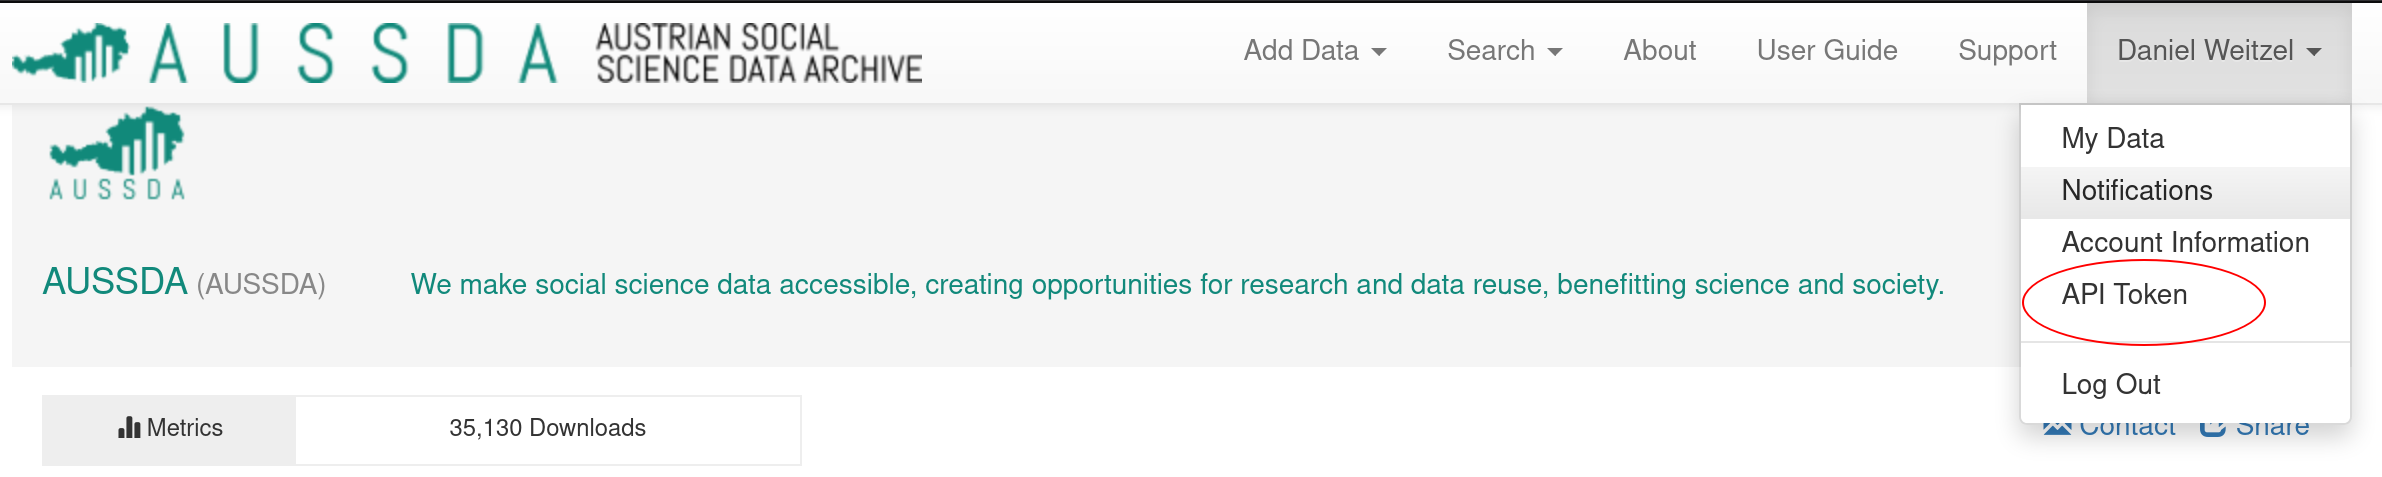 AUSSDA
AUSTRIAN SOCIAL
SCIENCE DATA ARCHIVE
Add Data
Search
About
User Guide
Support
Daniel Weitzel
My Data
Notifications
Account Information
API Token
Log Out
AUSSDA
AUSSDA (AUSSDA)
We make social science data accessible, creating opportunities for research and data reuse, benefitting science and society.
Metrics
35,130 Downloads
Contact
Share